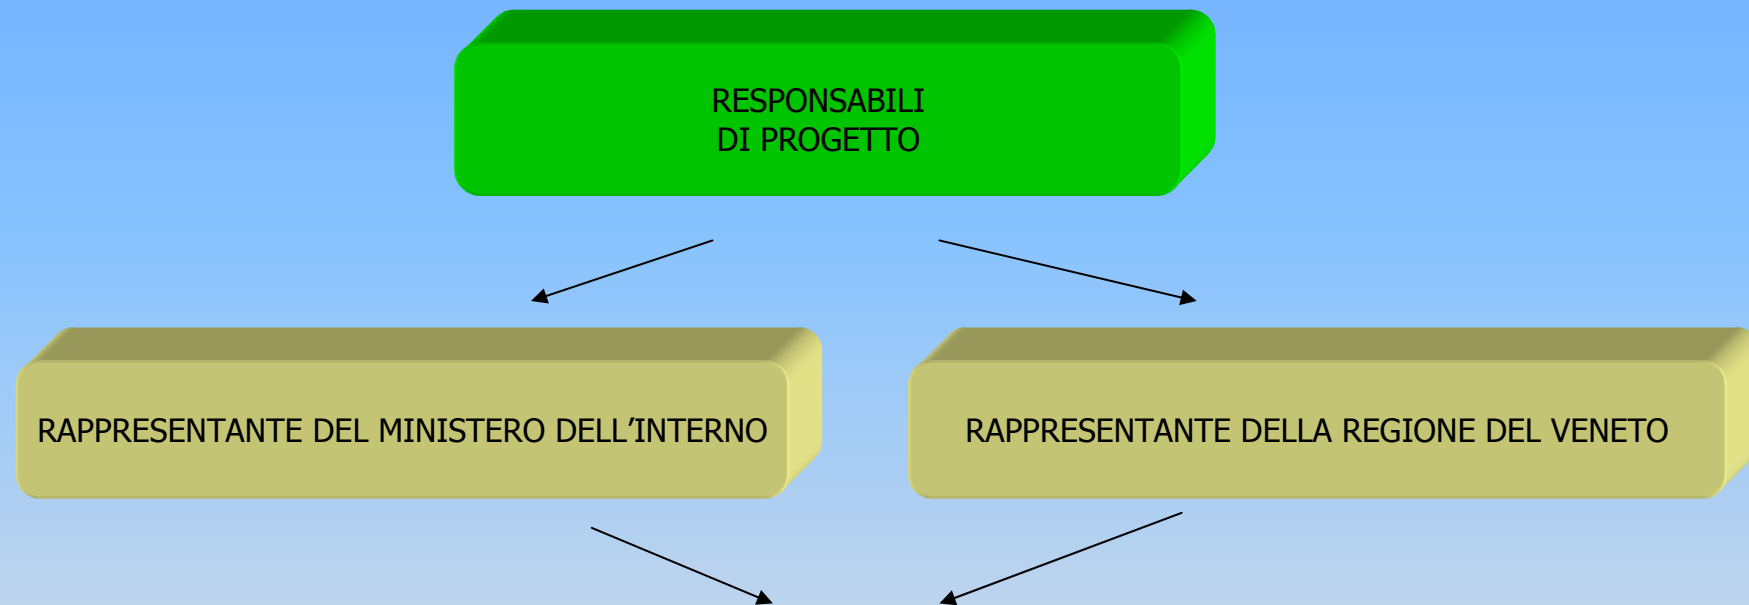 RESPONSABILI
DI PROGETTO
RAPPRESENTANTE DEL MINISTERO DELL’INTERNO
RAPPRESENTANTE DELLA REGIONE DEL VENETO